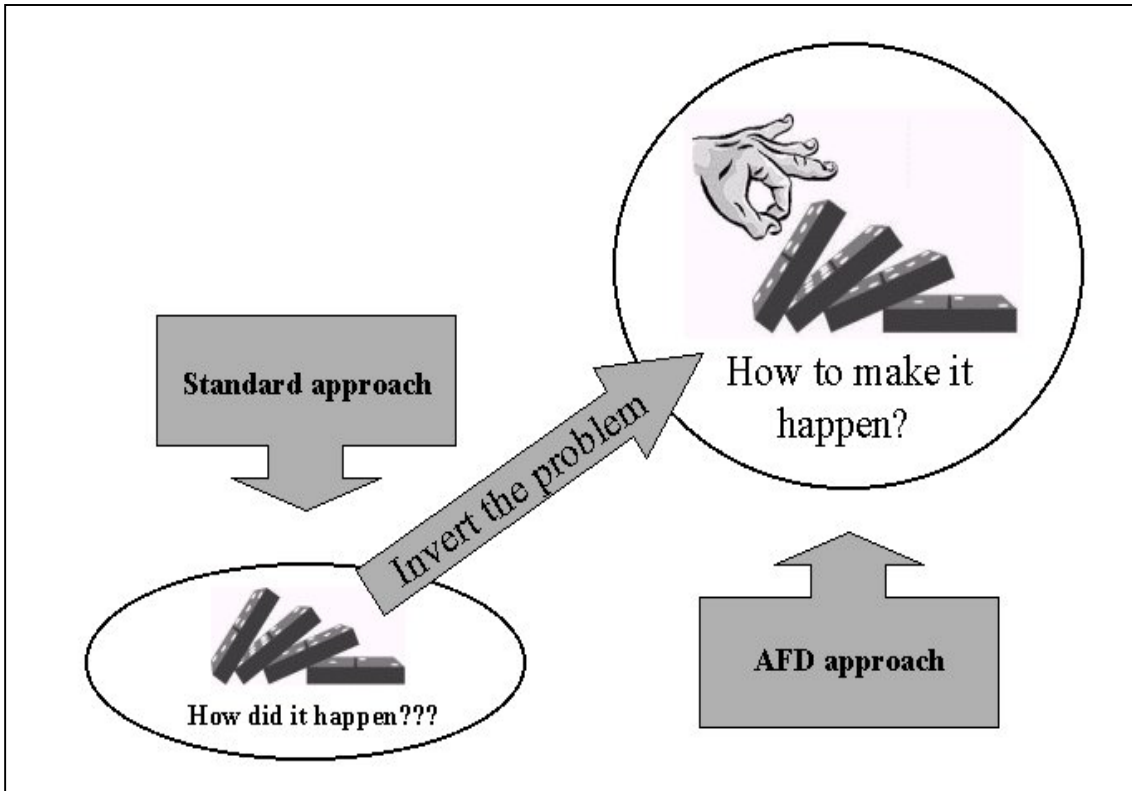 Standard approach
How did it happen???
Invert the problem
How to make it
happen?
AFD approach